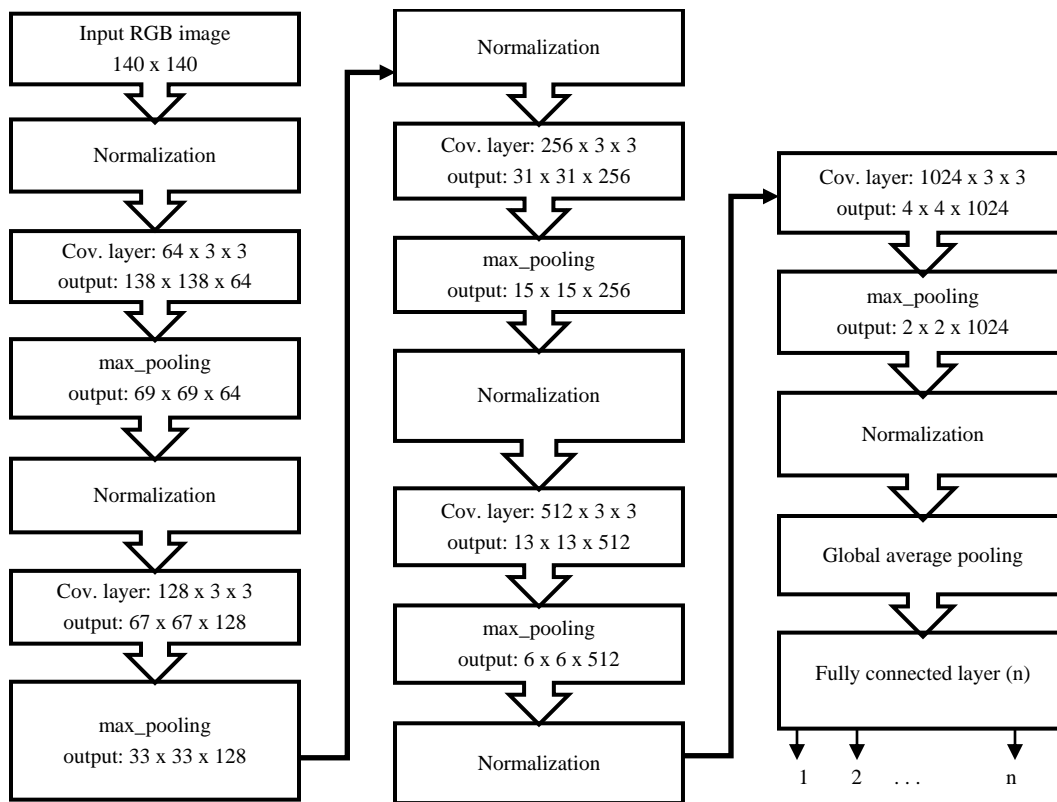 Input RGB image
140 x 140
Normalization
Cov. layer: 64 x 3 x 3
output: 138 x 138 x 64
max_pooling
output: 69 x 69 x 64
Normalization
Cov. layer: 128 x 3 x 3
output: 67 x 67 x 128
max_pooling
output: 33 x 33 x 128
Normalization
Cov. layer: 256 x 3 x 3
output: 31 x 31 x 256
max_pooling
output: 15 x 15 x 256
Normalization
Cov. layer: 512 x 3 x 3
output: 13 x 13 x 512
max_pooling
output: 6 x 6 x 512
Normalization
Cov. layer: 1024 x 3 x 3
output: 4 x 4 x 1024
max_pooling
output: 2 x 2 x 1024
Normalization
Global average pooling
Fully connected layer (n)
1 2 . . . n